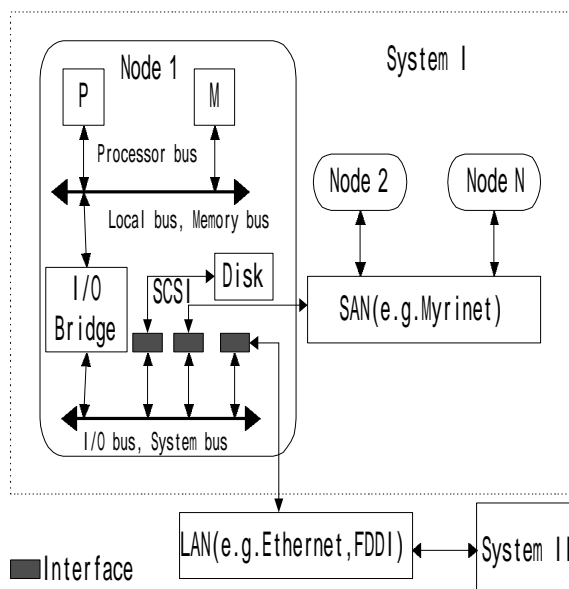 Node 1
System I
P
M
Processor bus
Local bus, Memory bus
Node 2
Node N
I/O
Bridge
SCSI
Disk
SAN(e.g.Myrinet)
I/O bus, System bus
LAN(e.g.Ethernet,FDDI)
System II
Interface